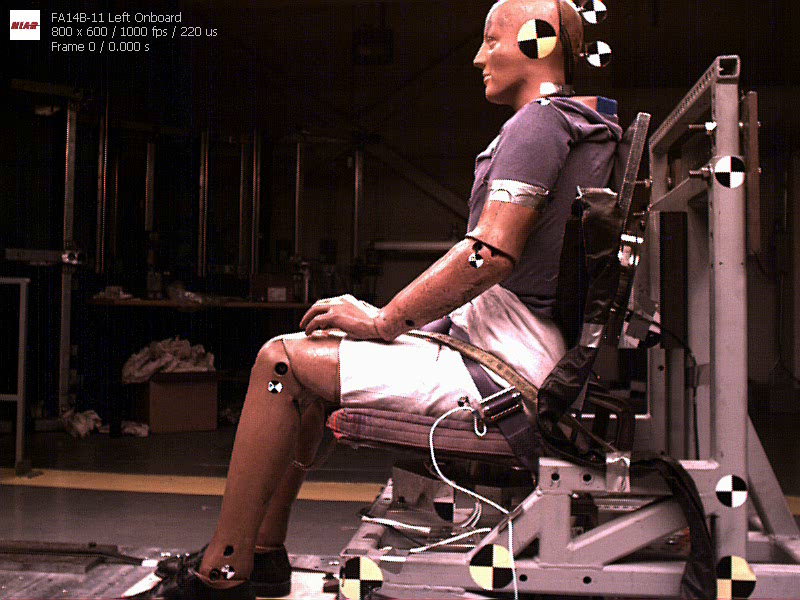 NIAR
FA14B-11 Left Onboard
800 x 600 / 1000 fps / 220 us
Frame 0 / 0.000 s